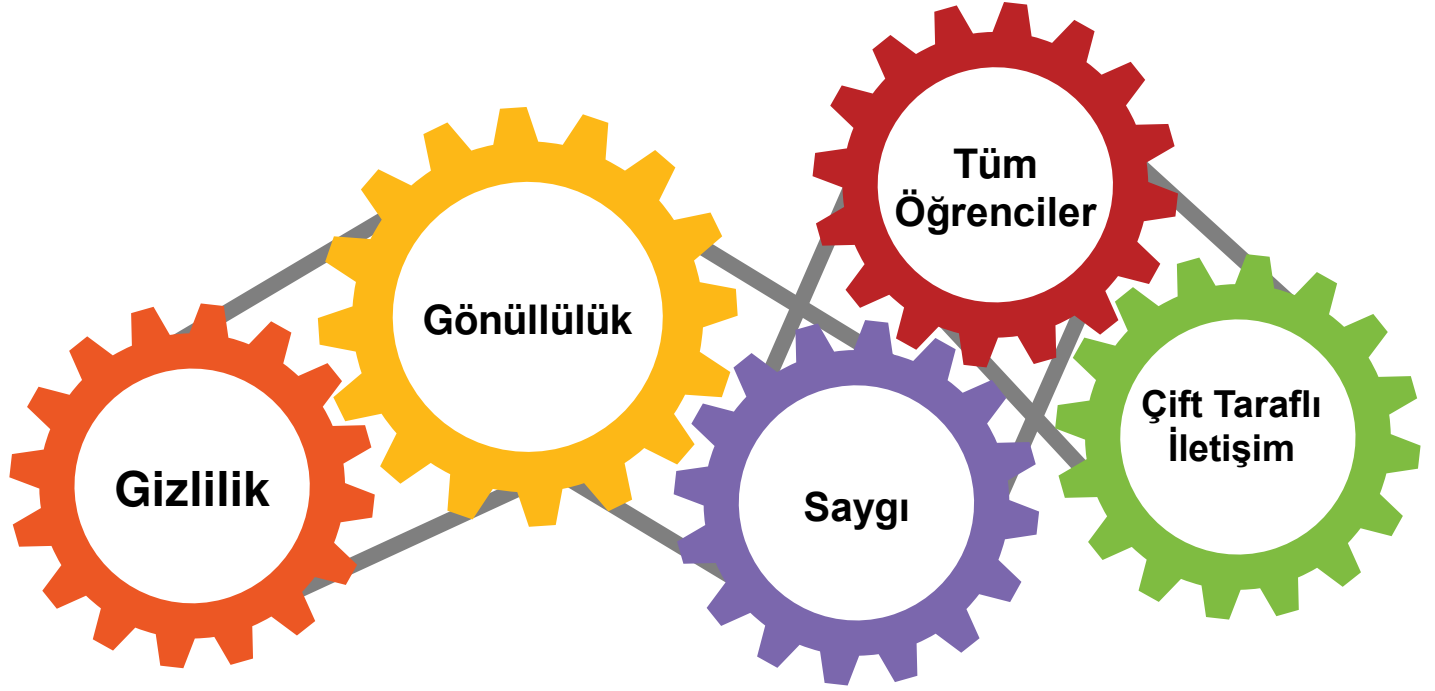 Gizlilik
Gönüllülük
Saygı
Tüm
Öğrenciler
Çift Taraflı
İletişim